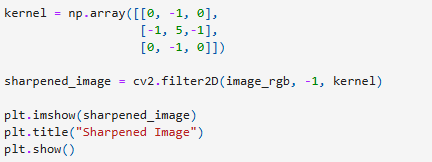 kernel = np.array([[0, -1, 0],
                   [-1, 5,-1],
                   [0, -1, 0]])

sharpened_image = cv2.filter2D(image_rgb, -1, kernel)

plt.imshow(sharpened_image)
plt.title("Sharpened Image")
plt.show()